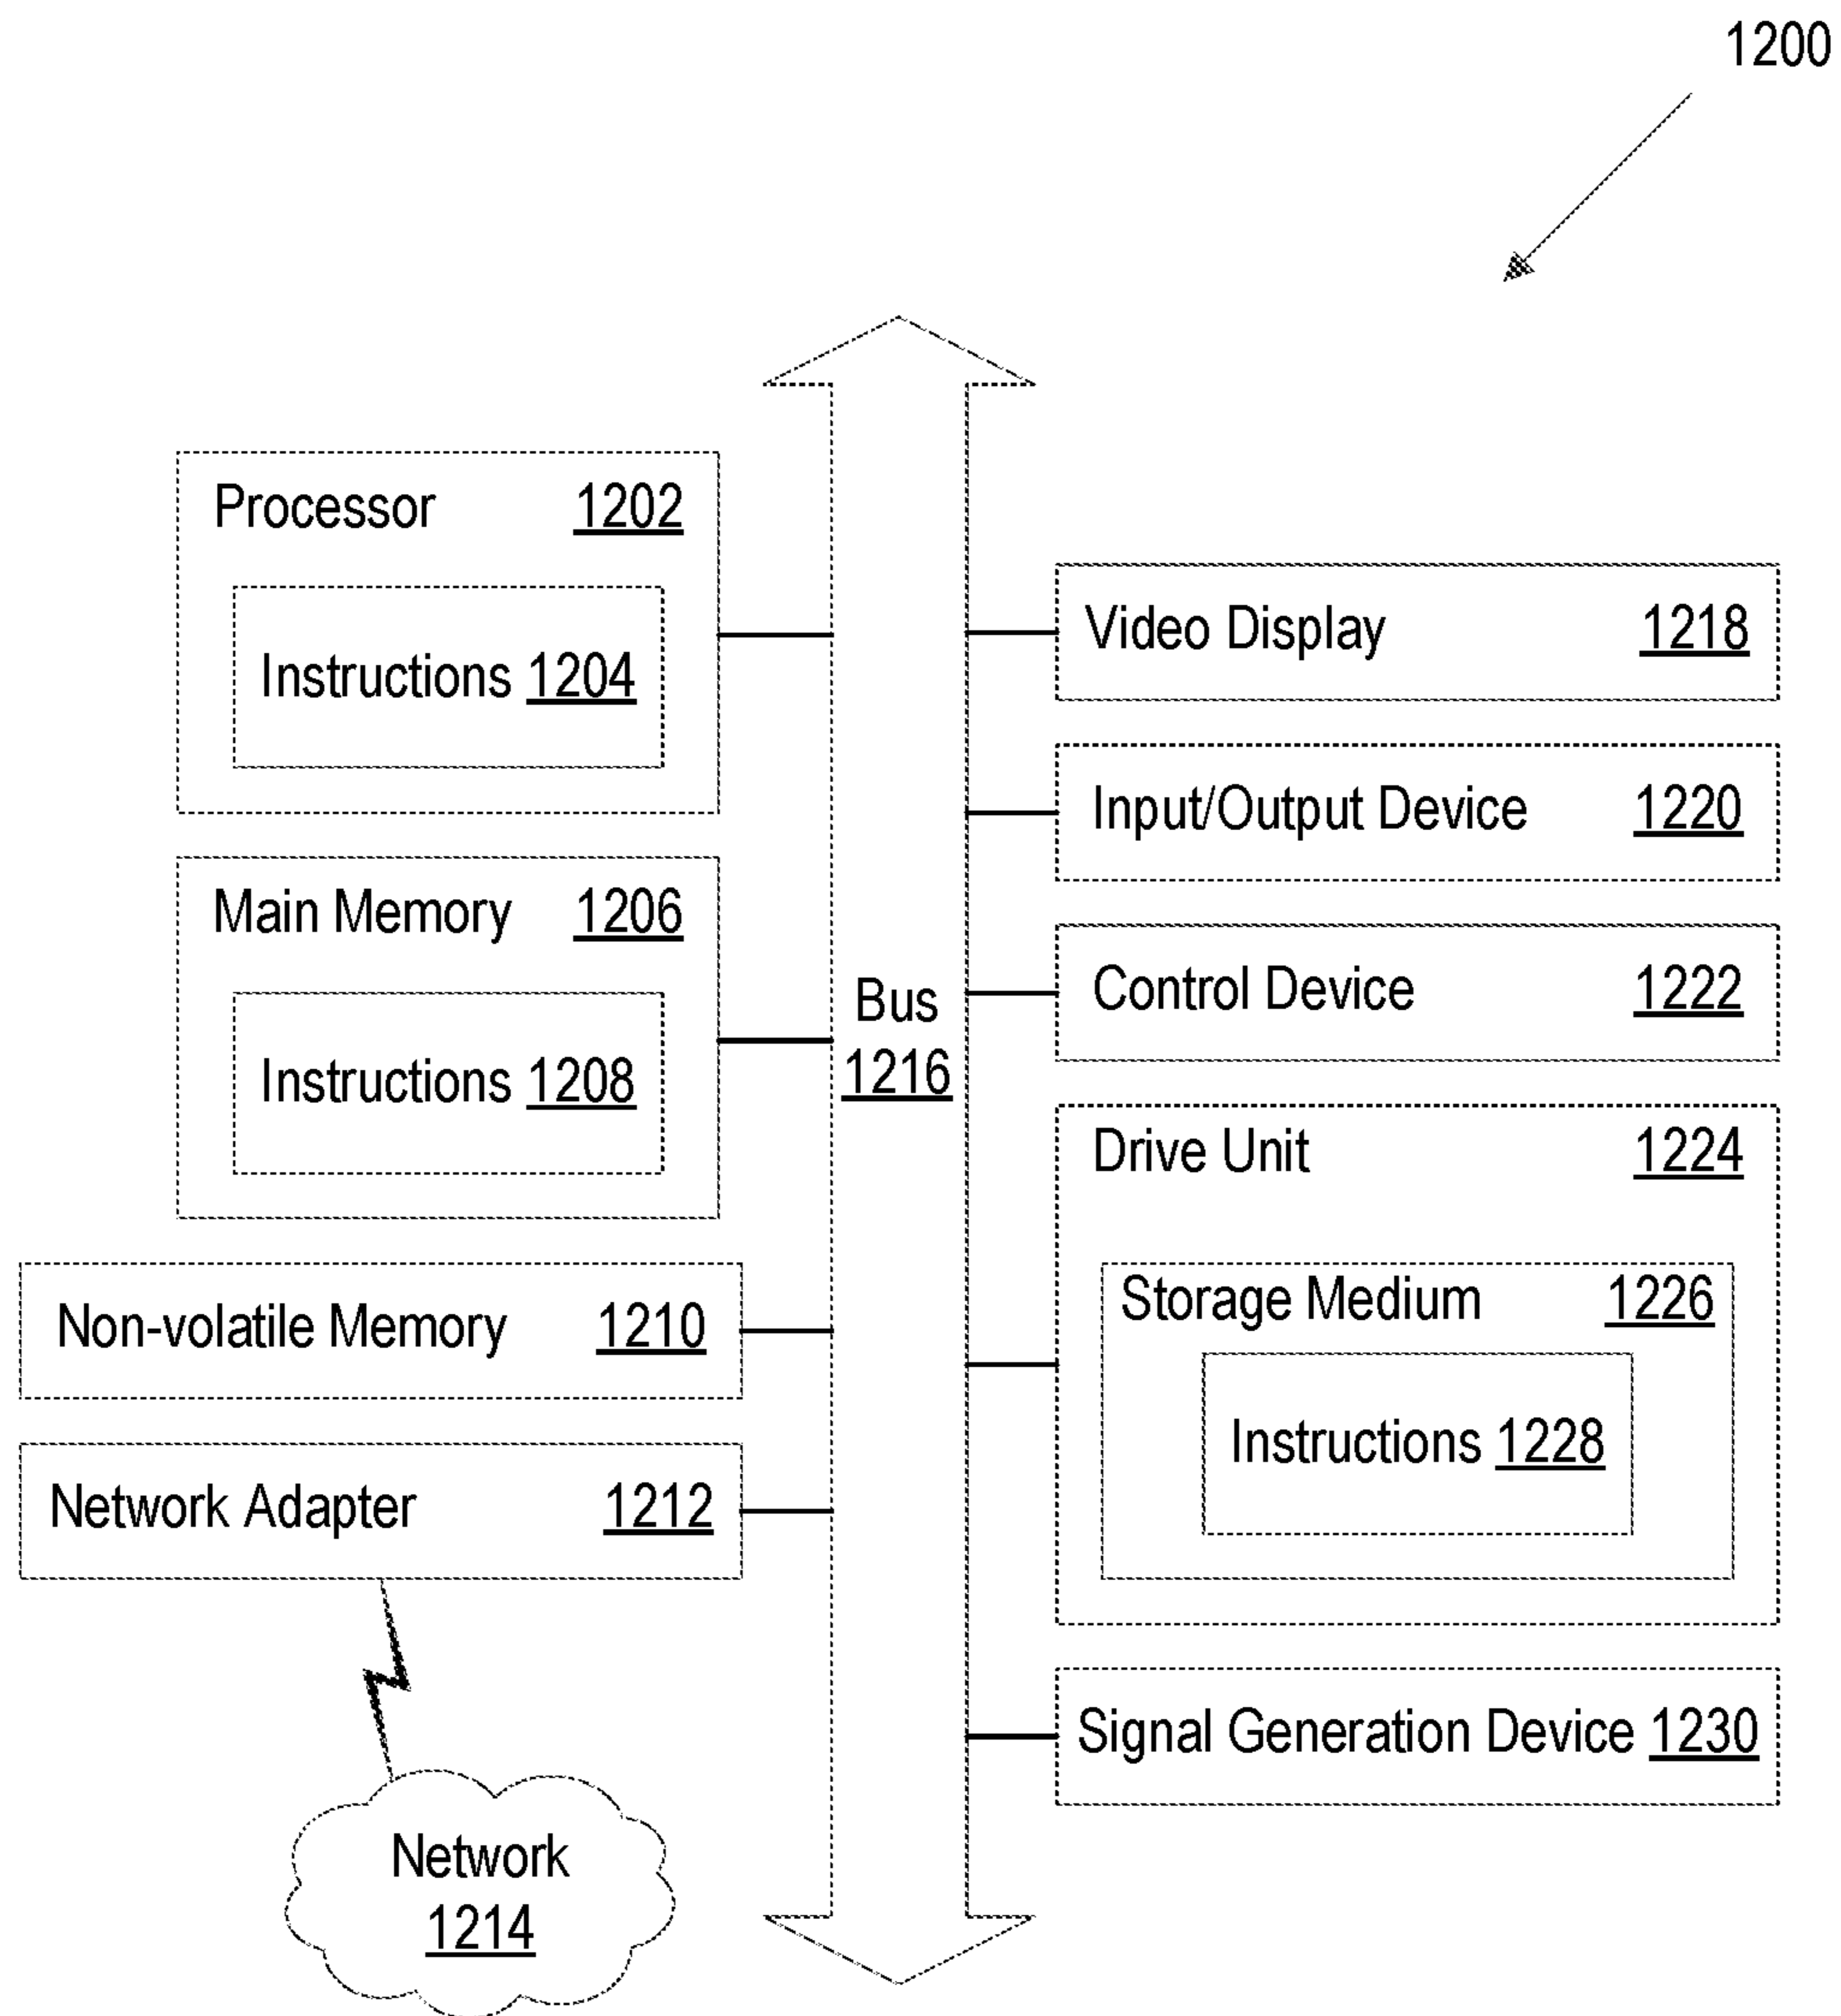 1200
Processor 1202
Instructions 1204
Main Memory 1206
Instructions 1208
Non-volatile Memory 1210
Network Adapter 1212
Network
1214
Bus
1216
Video Display 1218
Input/Output Device 1220
Control Device 1222
Drive Unit 1224
Storage Medium 1226
Instructions 1228
Signal Generation Device 1230